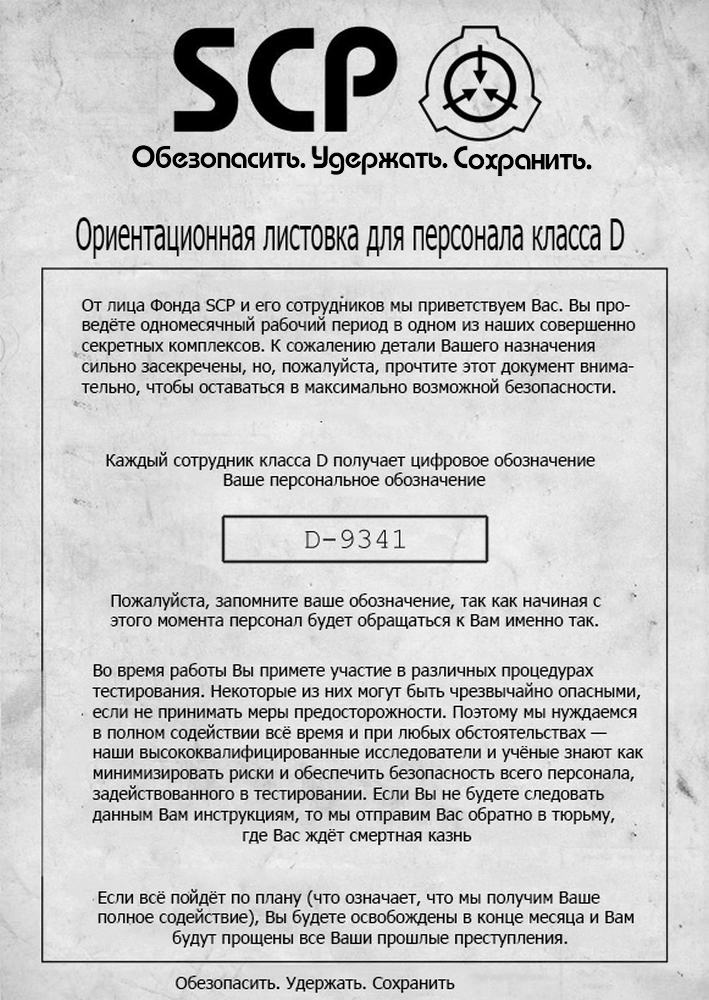 SCP
Обезопасить. Удержать. Сохранить.
Ориентационная листовка для персонала класса D
От лица Фонда SCP и его сотрудников мы приветствуем Вас. Вы про-
ведёте одномесячный рабочий период в одном из наших совершенно
секретных комплексов. К сожалению детали Вашего назначения
сильно засекречены, но, пожалуйста, прочтите этот документ внима-
тельно, чтобы оставаться в максимально возможной безопасности.
Каждый сотрудник класса D получает цифровое обозначение
Ваше персональное обозначение
D-9341
Пожалуйста, запомните ваше обозначение, так как начиная с
этого момента персонал будет обращаться к Вам именно так.
Во время работы Вы примете участие в различных процедурах
тестирования. Некоторые из них могут быть чрезвычайно опасными,
если не принимать меры предосторожности. Поэтому мы нуждаемся
в полном содействии всё время и при любых обстоятельствах —
наши высококвалифицированные исследователи и учёные знают как
минимизировать риски и обеспечить безопасность всего персонала,
задействованного в тестировании. Если Вы не будете следовать
данным Вам инструкциям, то мы отправим Вас обратно в тюрьму,
где Вас ждёт смертная казнь
Если всё пойдёт по плану (что означает, что мы получим Ваше
полное содействие), Вы будете освобождены в конце месяца и Вам
будут прощены все Ваши прошлые преступления.
Обезопасить. Удержать. Сохранить